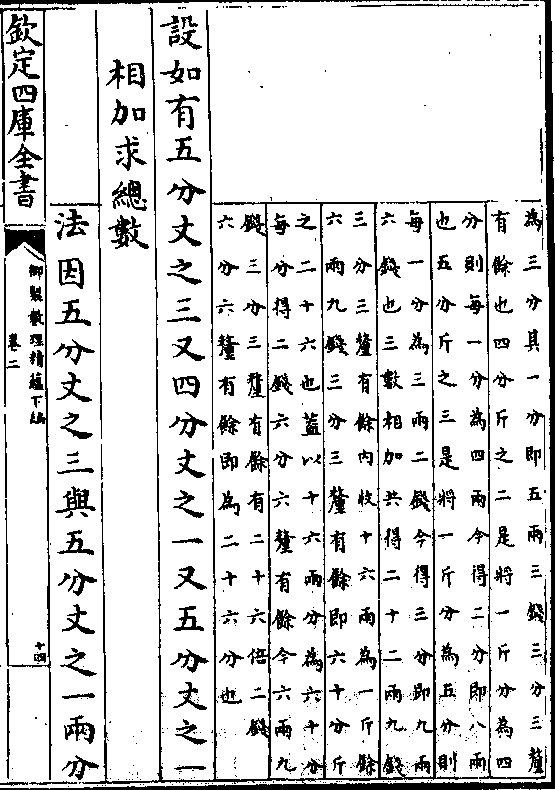 為三分其一分即五兩三錢三分三釐
有餘也四分斤之二是將一斤分為四
分則每一分為四兩今得二分即八兩
也五分斤之三是將一斤分為五分則
每一分為三兩二錢今得三分即九兩
六錢也三數相加共得二十二兩九錢
三分三釐有餘內收十六兩為一斤餘
六兩九錢三分三釐有餘即六十分斤
之二十六也蓋以十六兩分為六十分
每分得二錢六分六釐有餘今六兩九
錢三分三釐有餘有二十六倍二錢
六分六釐有餘即為二十六分也
設如有五分丈之三又四分丈之一又五分丈之一
相加求總數
法因五分丈之三與五分丈之一兩分
欽定四庫全書
御製數理精蘊下編
卷二
十四